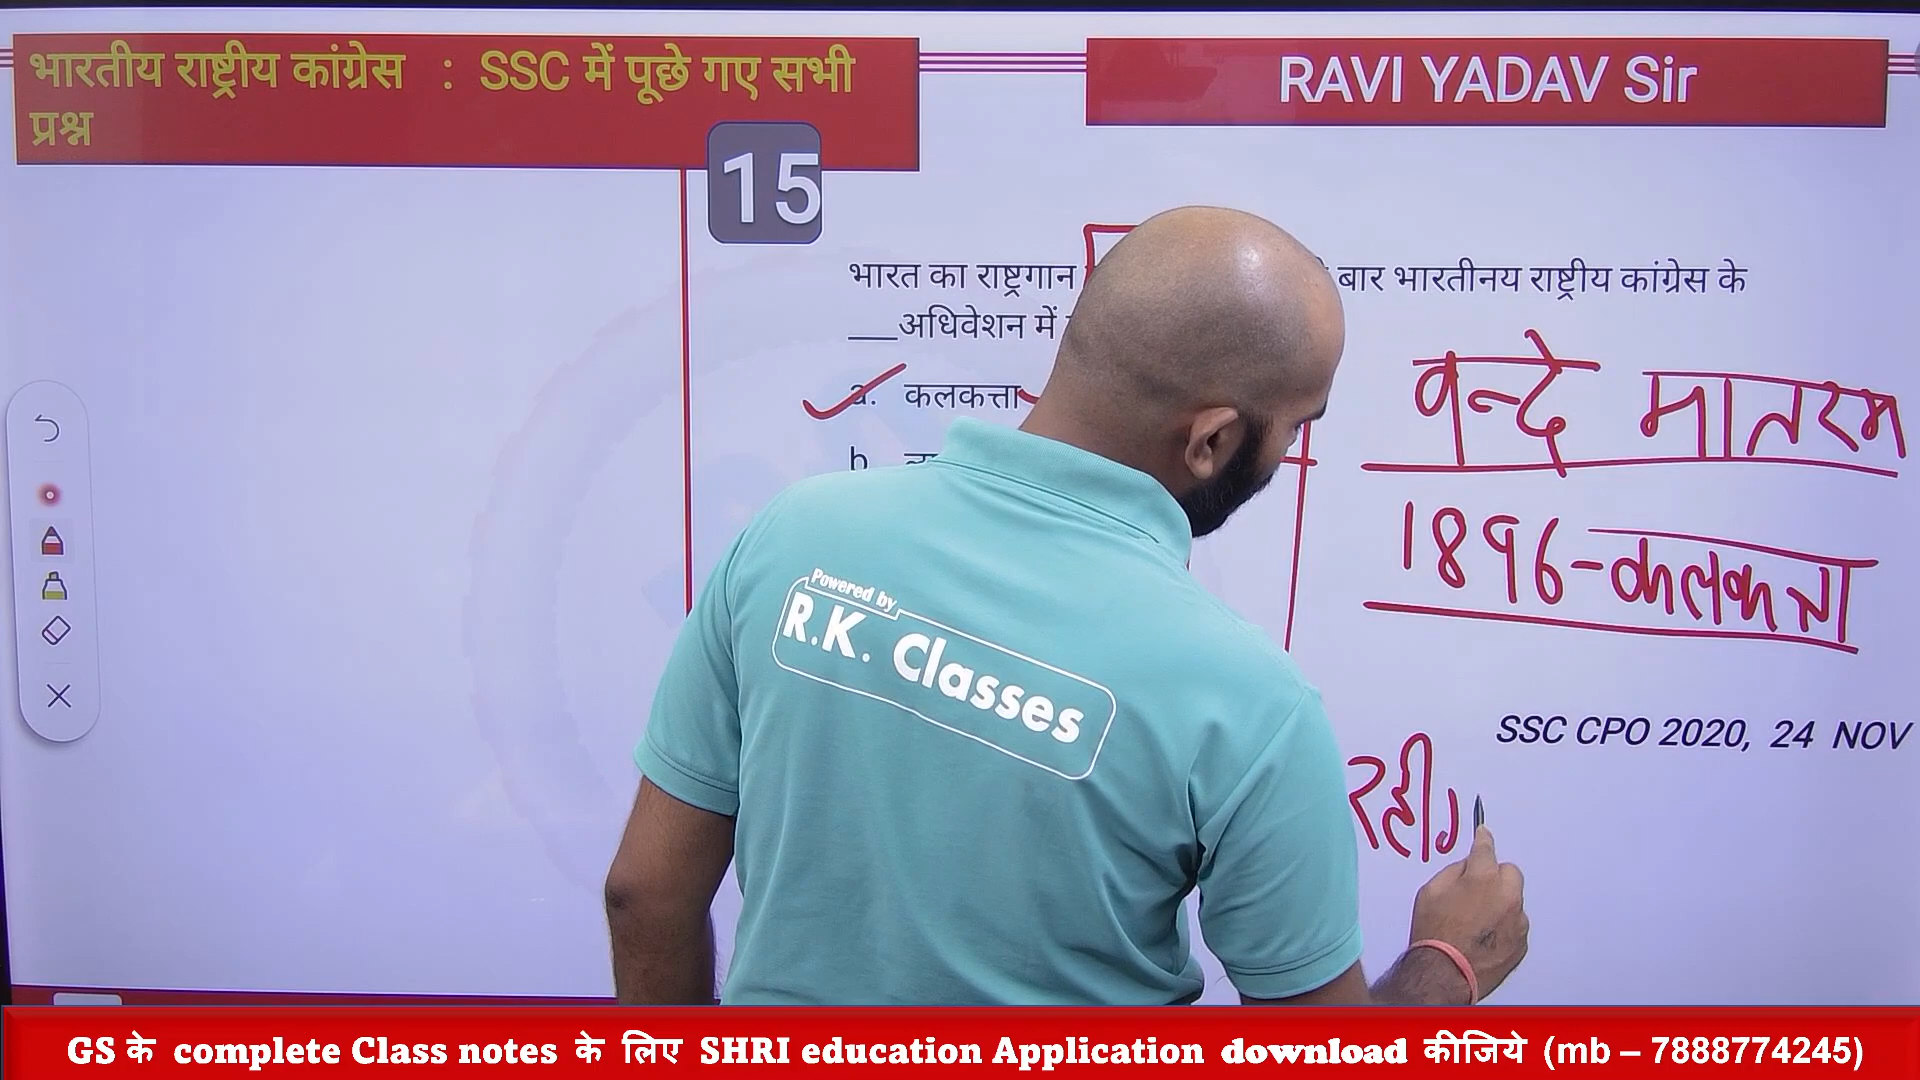 भारतीय राष्ट्रीय कांग्रेस : SSC में पूछे गए सभी
प्रश्न
RAVI YADAV Sir
15
भारत का राष्ट्रगान बार भारतीनय राष्ट्रीय कांग्रेस के
___अधिवेशन में
a. कलकत्ता
b.
वन्दे मातरम
1896-कलकत्ता
Powered by
R.K. Classes
SSC CPO 2020, 24 NOV
GS के complete Class notes के लिए SHRI education Application download कीजिये (mb – 7888774245)